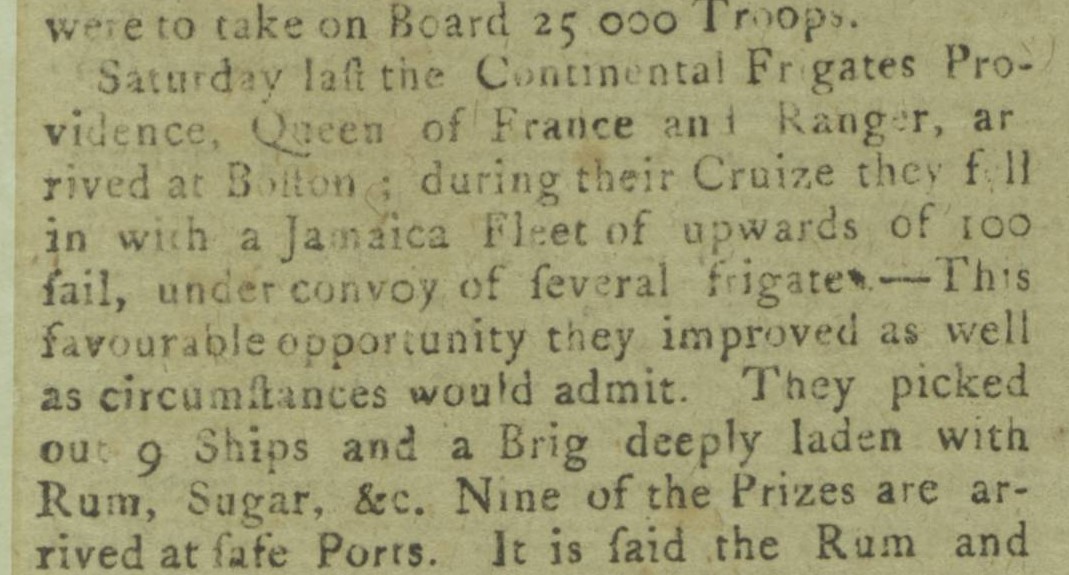 were to take on Board 25 000 Troops.
Saturday laſt the Continental Frigates Pro-
vidence, Queen of France and Ranger, ar
rived at Boſton ; during their Cruize they fell
in with a Jamaica Fleet of upwards of 100
ſail, under convoy of ſeveral frigates.—This
favourable opportunity they improved as well
as circumſtances would admit. They picked
out 9 Ships and a Brig deeply laden with
Rum, Sugar, &c. Nine of the Prizes are ar-
rived at ſafe Ports. It is ſaid the Rum and